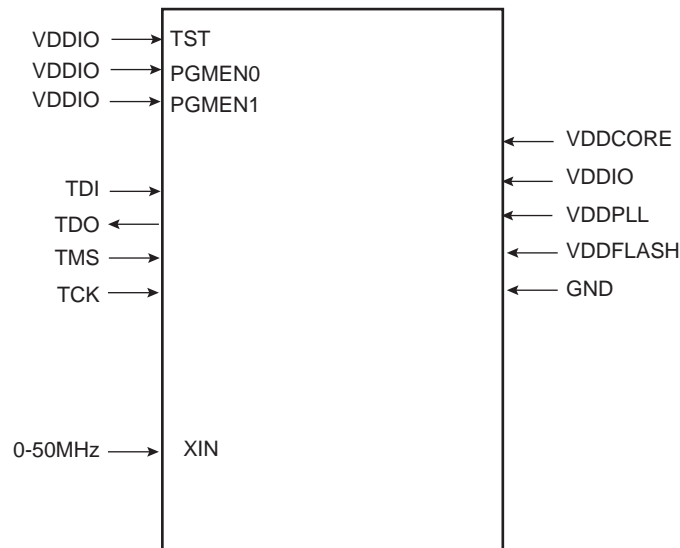 VDDIO TST
VDDIO PGMEN0
VDDIO PGMEN1
VDDCORE
VDDIO
TDI
VDDPLL
TDO
VDDFLASH
TMS
GND
TCK
0-50MHz XIN